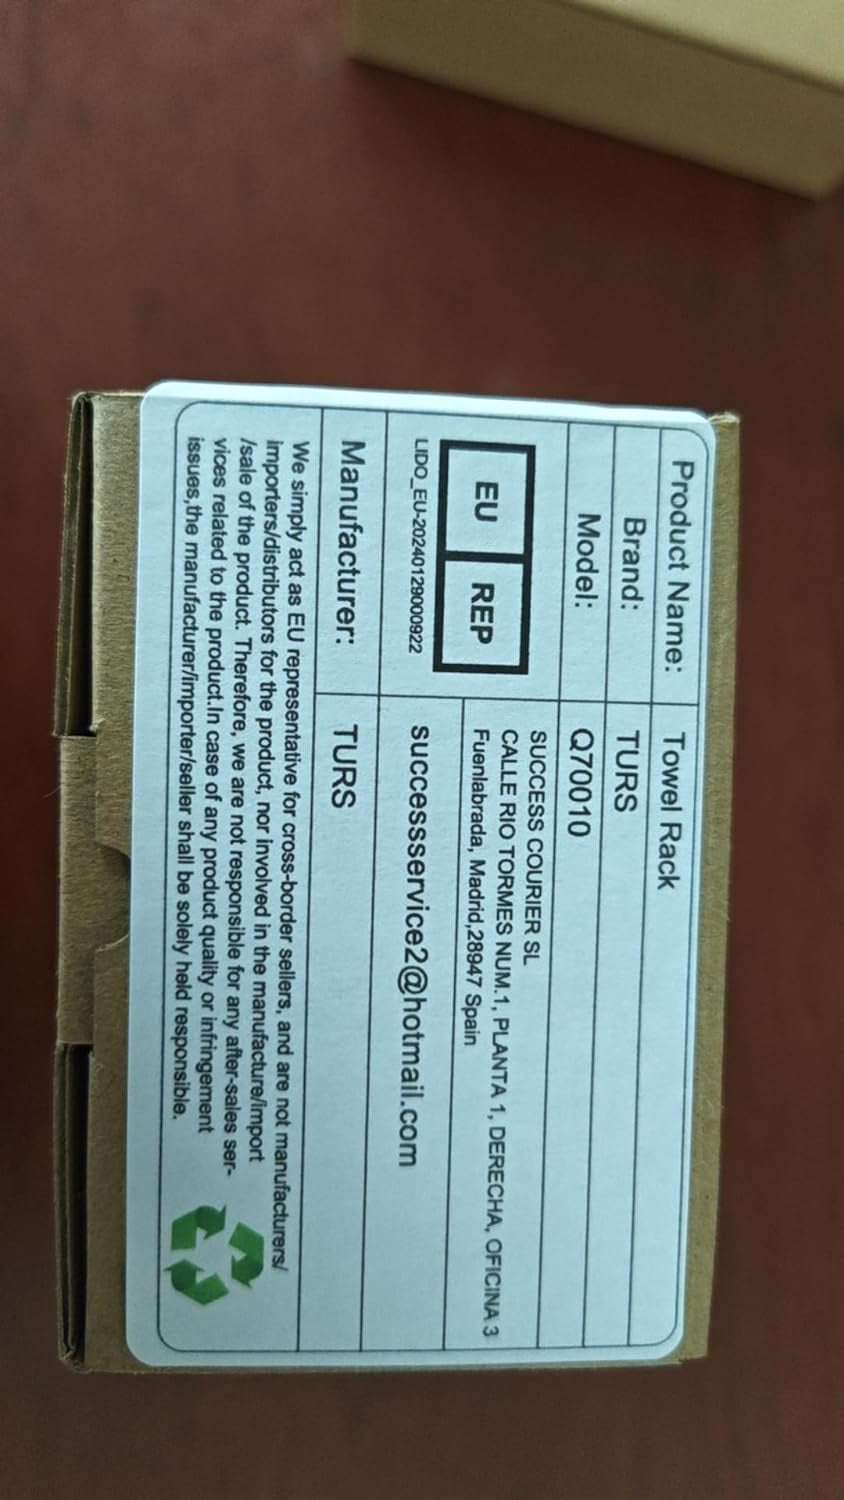 Product Name: Towel Rack
Brand: TURS
Model: Q70010
EU REP
LIDO_EU-20240129000922
SUCCESS COURIER SL
CALLE RIO TORMES NUM.1, PLANTA 1, DERECHA, OFICINA 3
Fuenlabrada, Madrid,28947 Spain
successservice2@hotmail.com
Manufacturer: TURS
We simply act as EU representative for cross-border sellers, and are not manufacturers/
importers/distributors for the product, nor involved in the manufacture/import
/sale of the product. Therefore, we are not responsible for any after-sales ser-
vices related to the product.In case of any product quality or infringement
issues,the manufacturer/importer/seller shall be solely held responsible.